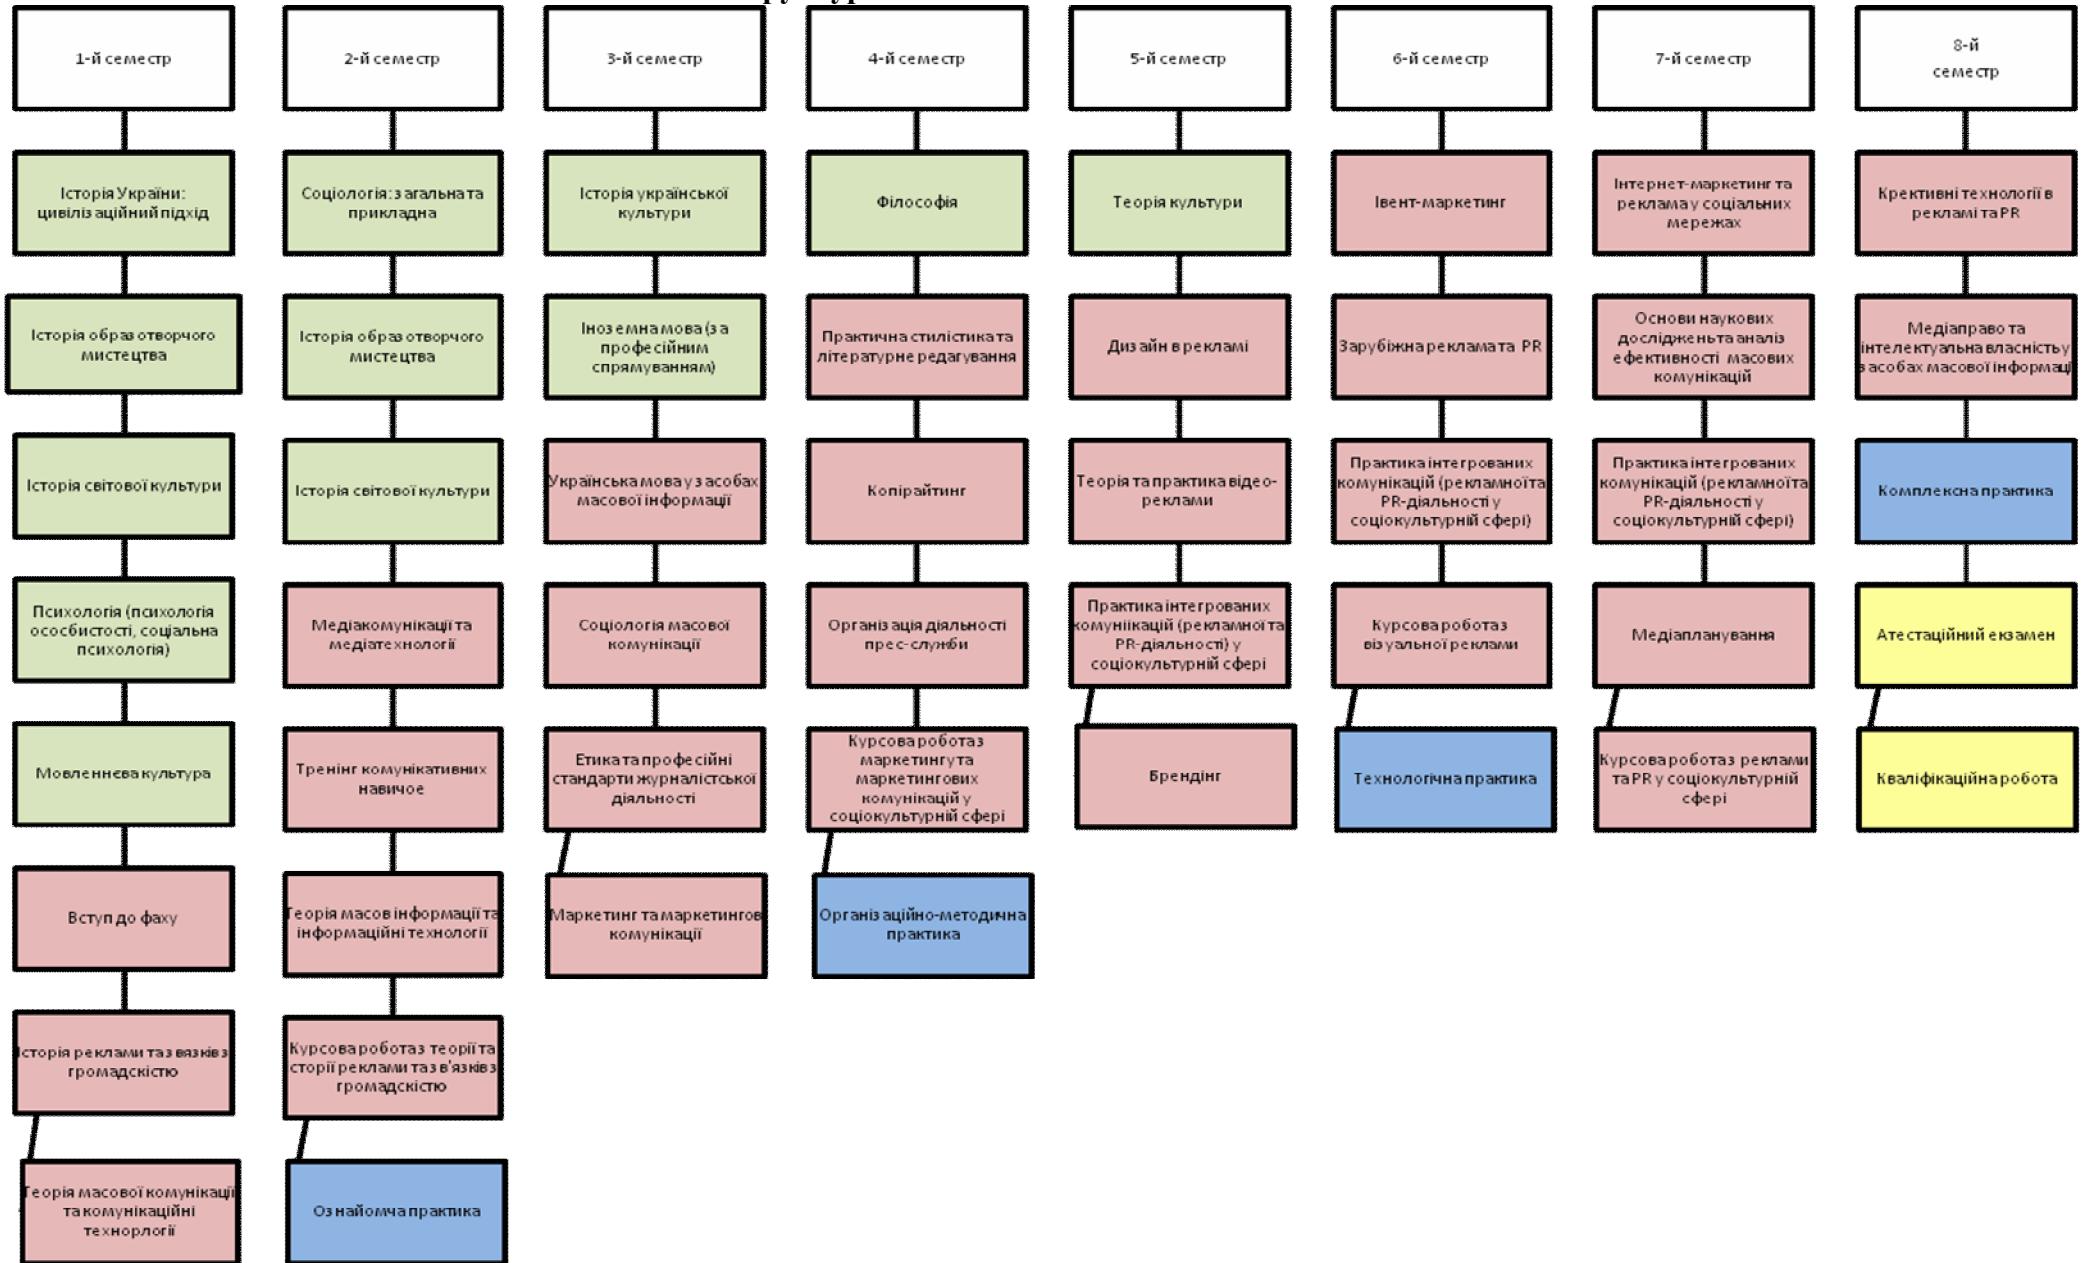 1-й семестр
2-й семестр
3-й семестр
4-й семестр
5-й семестр
6-й семестр
7-й семестр
8-й
семестр
Історія України:
цивілізаційний підхід
Соціологія: загальна та
прикладна
Історія української
культури
Філософія
Теорія культури
Івент-маркетинг
Інтернет-маркетинг та
реклама у соціальних
мережах
Крективні технології в
рекламі та PR
Історія образотворчого
мистецтва
Історія образотворчого
мистецтва
Іноземна мова (за
професійним
спрямуванням)
Практична стилістика та
літературне редагування
Дизайн в рекламі
Зарубіжна реклама та PR
Основи наукових
досліджень та аналіз
ефективності масових
комунікацій
Медіаправо та
інтелектуальна власність у
засобах масової інформаці
Історія світової культури
Історія світової культури
Українська мова у засобах
масової інформації
Копірайтинг
Теорія та практика відео-
реклами
Практика інтегрованих
комунікацій (рекламної та
PR-діяльності у
соціокультурній сфері)
Практика інтегрованих
комунікацій (рекламної та
PR-діяльності у
соціокультурній сфері)
Комплексна практика
Психологія (психологія
ососбистості, соціальна
психологія)
Медіакомунікації та
медіатехнології
Соціологія масової
комунікації
Організація діяльності
прес-служби
Практика інтегрованих
комуніікацій (рекламної та
PR-діяльності) у
соціокультурній сфері
Курсова робота з
візуальної реклами
Медіапланування
Атестаційний екзамен
Мовленнєва культура
Тренінг комунікативних
навичое
Етика та професійні
стандарти журналістської
діяльності
Курсова робота з
маркетингу та
маркетингових
комунікацій у
соціокультурній сфері
Брендінг
Технологічна практика
Курсова робота з реклами
та PR у соціокультурній
сфері
Кваліфікаційна робота
Вступ до фаху
Теорія масов інформації та
інформаційні технології
Маркетинг та маркетингов
комунікації
Організаційно-методична
практика
Історія реклами та звязків з
громадскістю
Курсова робота з теорії та
сторії реклами та зв'язків з
громадскістю
Теорія масової комунікації
та комунікаційні
технорлогії
Ознайомча практика